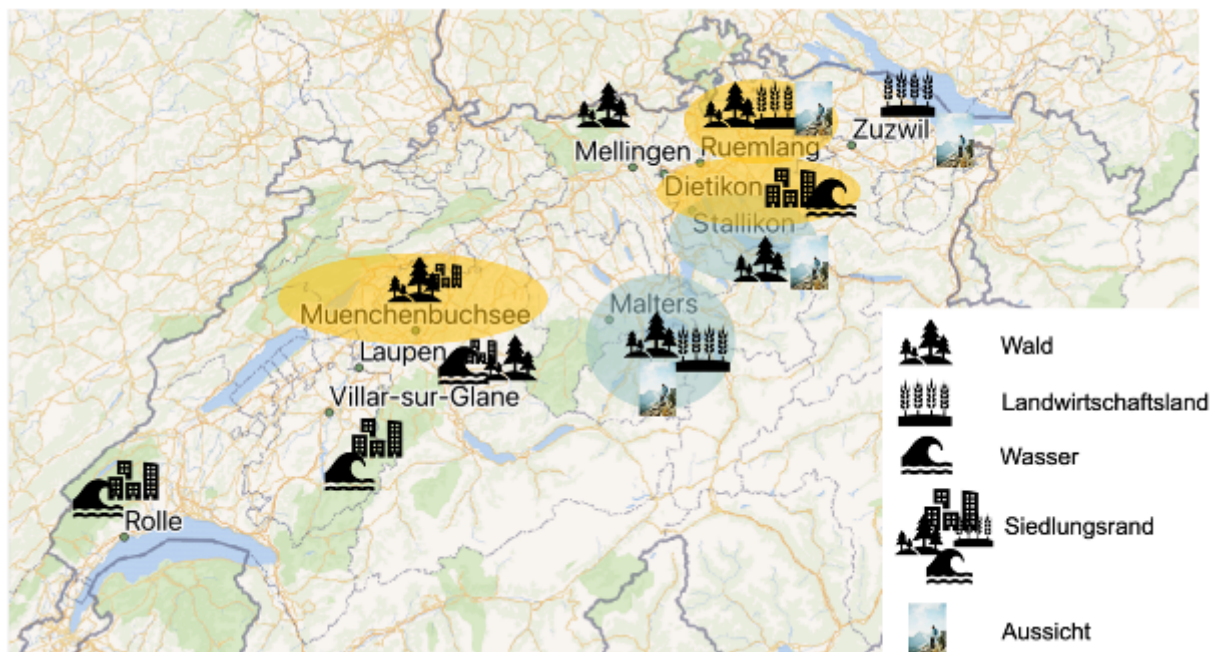 Zuzwil
Mellingen
Ruemlang
Dietikon
Stallikon
Muenchenbuchsee
Malters
Laupen
Villar-sur-Glane
Rolle
Wald
Landwirtschaftsland
Wasser
Siedlungsrand
Aussicht